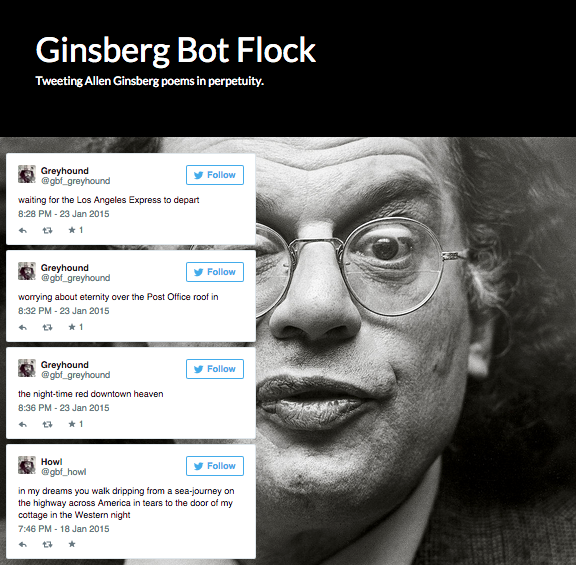 Ginsberg Bot Flock
Tweeting Allen Ginsberg poems in perpetuity.
Greyhound
@gbf_greyhound
Follow
waiting for the Los Angeles Express to depart
8:28 PM - 23 Jan 2015
1
Greyhound
@gbf_greyhound
Follow
worrying about eternity over the Post Office roof in
8:32 PM - 23 Jan 2015
1
Greyhound
@gbf_greyhound
Follow
the night-time red downtown heaven
8:36 PM - 23 Jan 2015
1
Howl
@gbf_howl
Follow
in my dreams you walk dripping from a sea-journey on
the highway across America in tears to the door of my
cottage in the Western night
7:46 PM - 18 Jan 2015